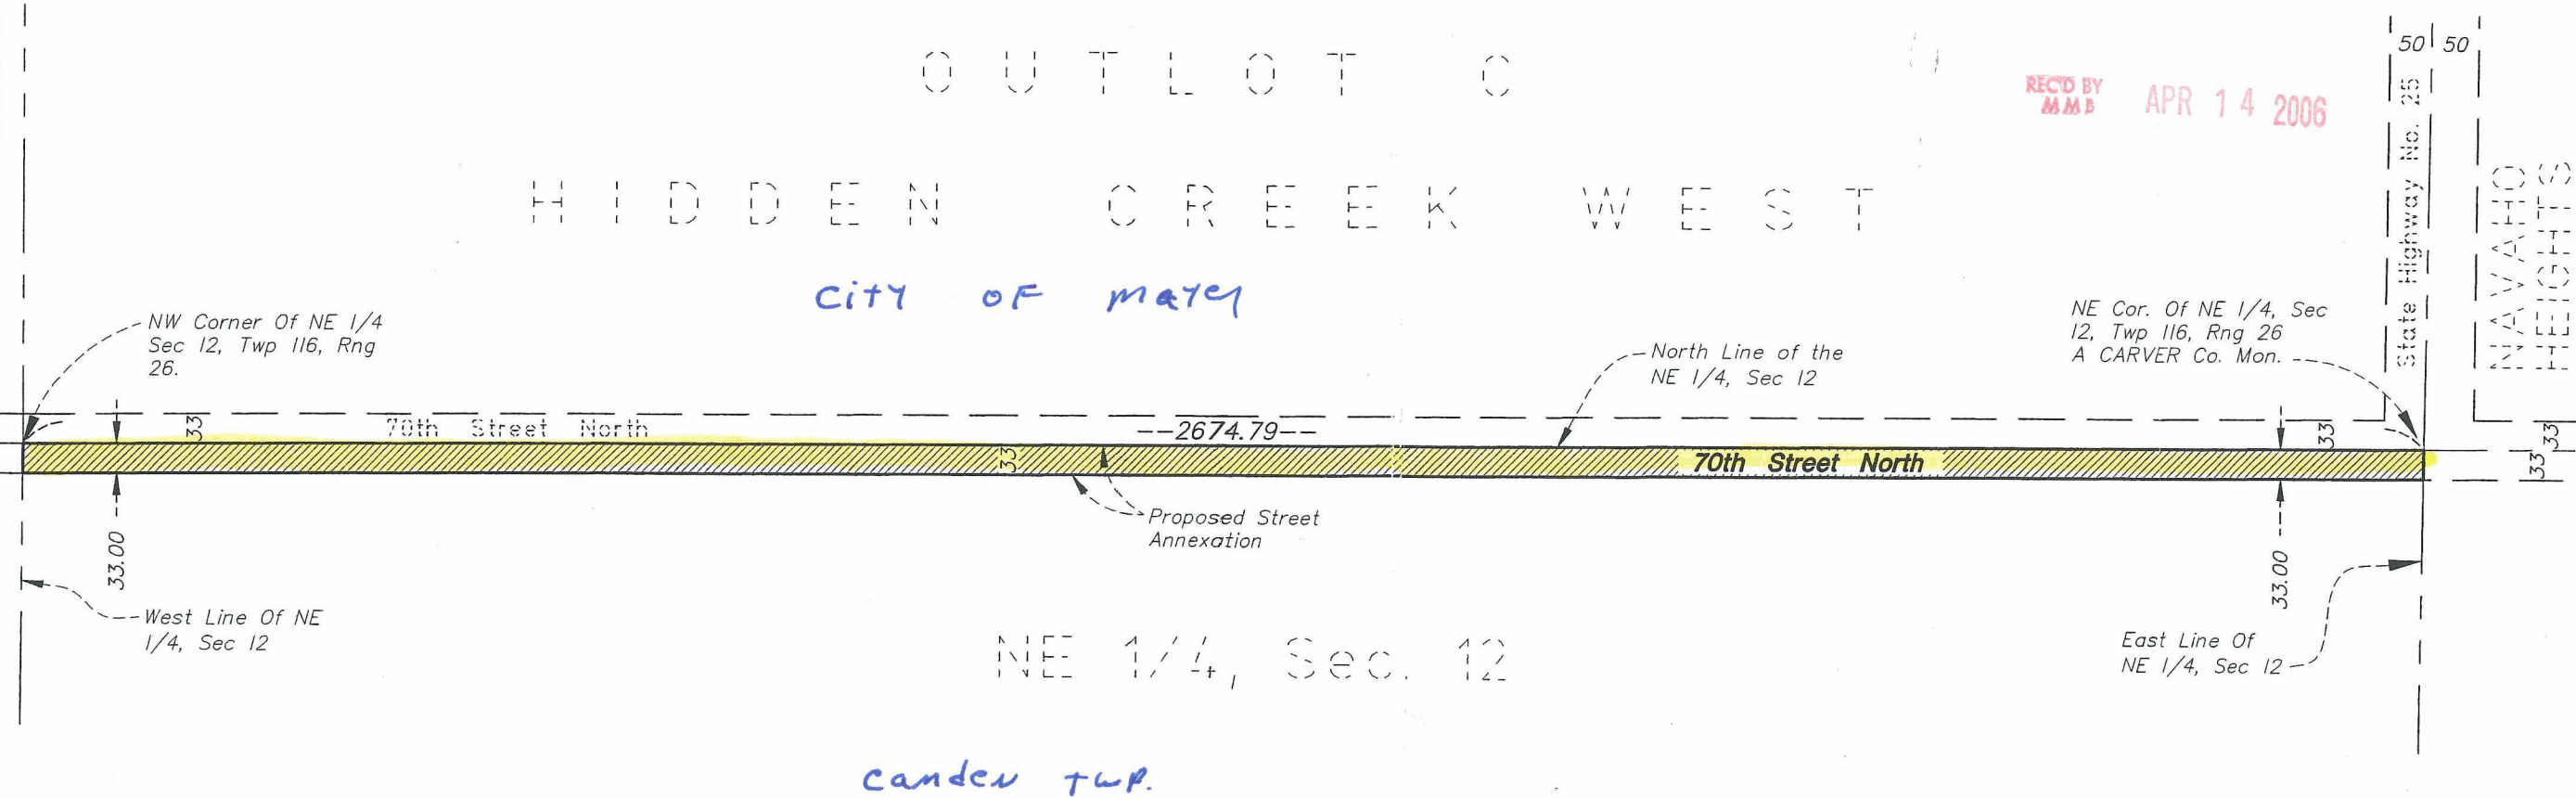 OUTLOT C
50 50
REC'D BY
MMB
APR 14 2006
State Highway No. 25
NAVAHO
HEIGHTS
HIDDEN CREEK WEST
City OF mayer
NW Corner Of NE 1/4
Sec 12, Twp 116, Rng
26.
NE Cor. Of NE 1/4, Sec
12, Twp 116, Rng 26
A CARVER Co. Mon.
North Line of the
NE 1/4, Sec 12
33
70th Street North
--2674.79--
33
33
33
33
70th Street North
Proposed Street
Annexation
33.00
33.00
West Line Of NE
1/4, Sec 12
East Line Of
NE 1/4, Sec 12
NE 1/4, Sec. 12
Camden Twp.